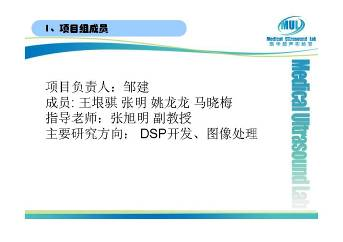 1、项目组成员
MUL
Medical Ultrasound Lab
项目负责人：邹建
成员: 王垠骐 张明 姚龙龙 马晓梅
指导老师：张旭明 副教授
主要研究方向： DSP开发、图像处理
Medical Ultrasound Lab